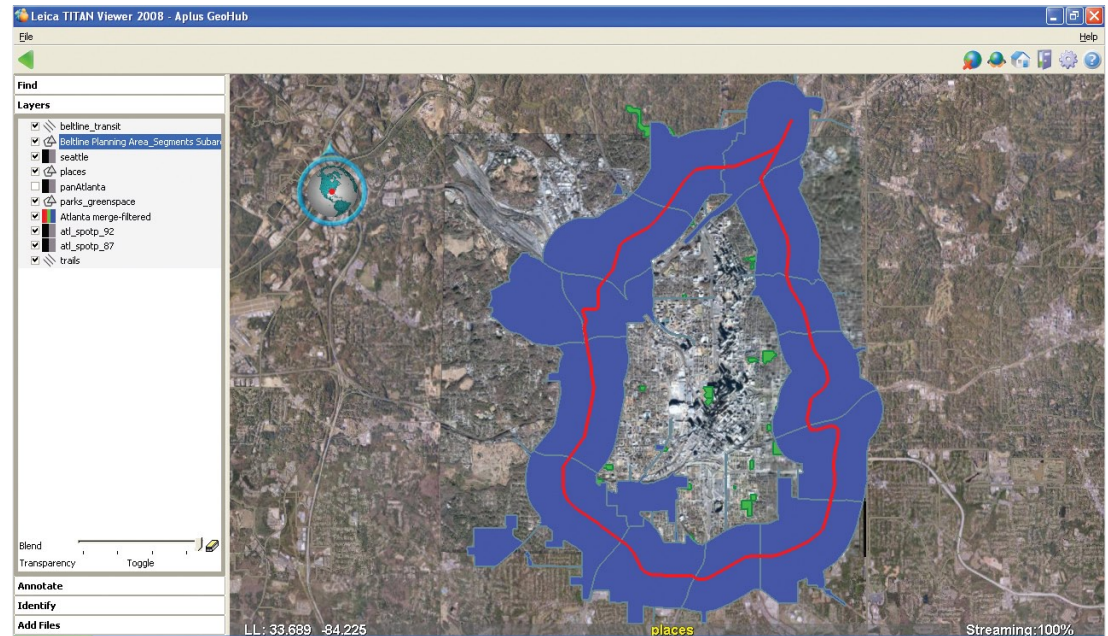 Leica TITAN Viewer 2008 - Aplus GeoHub
File
Help
Find
Layers
beltline_transit
Beltline Planning Area_Segments Subare
seattle
places
panAtlanta
parks_greenspace
Atlanta merge-filtered
atl_spotp_92
atl_spotp_87
trails
Blend
Transparency Toggle
Annotate
Identify
Add Files
LL: 33.689 -84.225
places
Streaming:100%